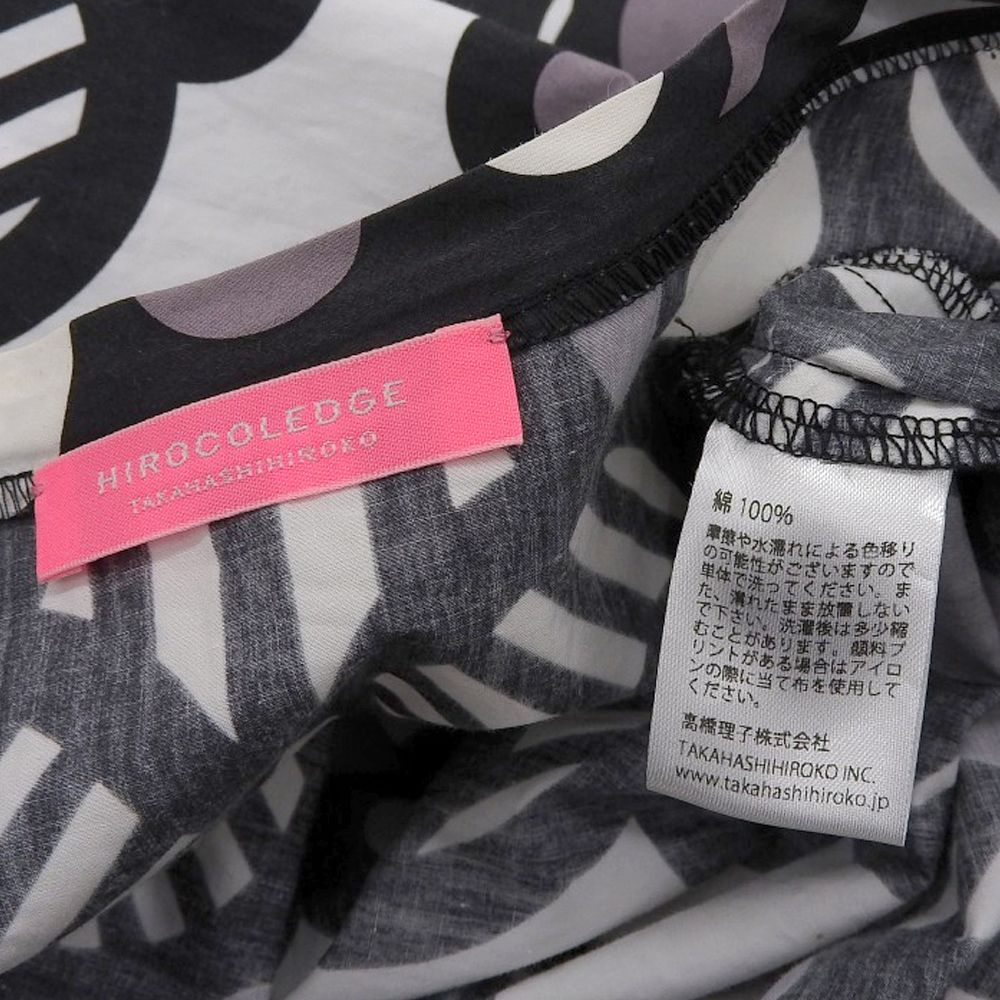 HIROCOLEDGE
TAKAHASHIHIROKO
綿 100%
摩擦や水濡れによる色移り
の可能性がございますので
単体で洗ってください。ま
た、濡れたまま放置しない
で下さい。洗濯後は多少縮
むことがあります。顔料プ
リントがある場合はアイロ
ンの際に当て布を使用して
ください。
高橋理子株式会社
TAKAHASHIHIROKO INC.
www.takahashihiroko.jp